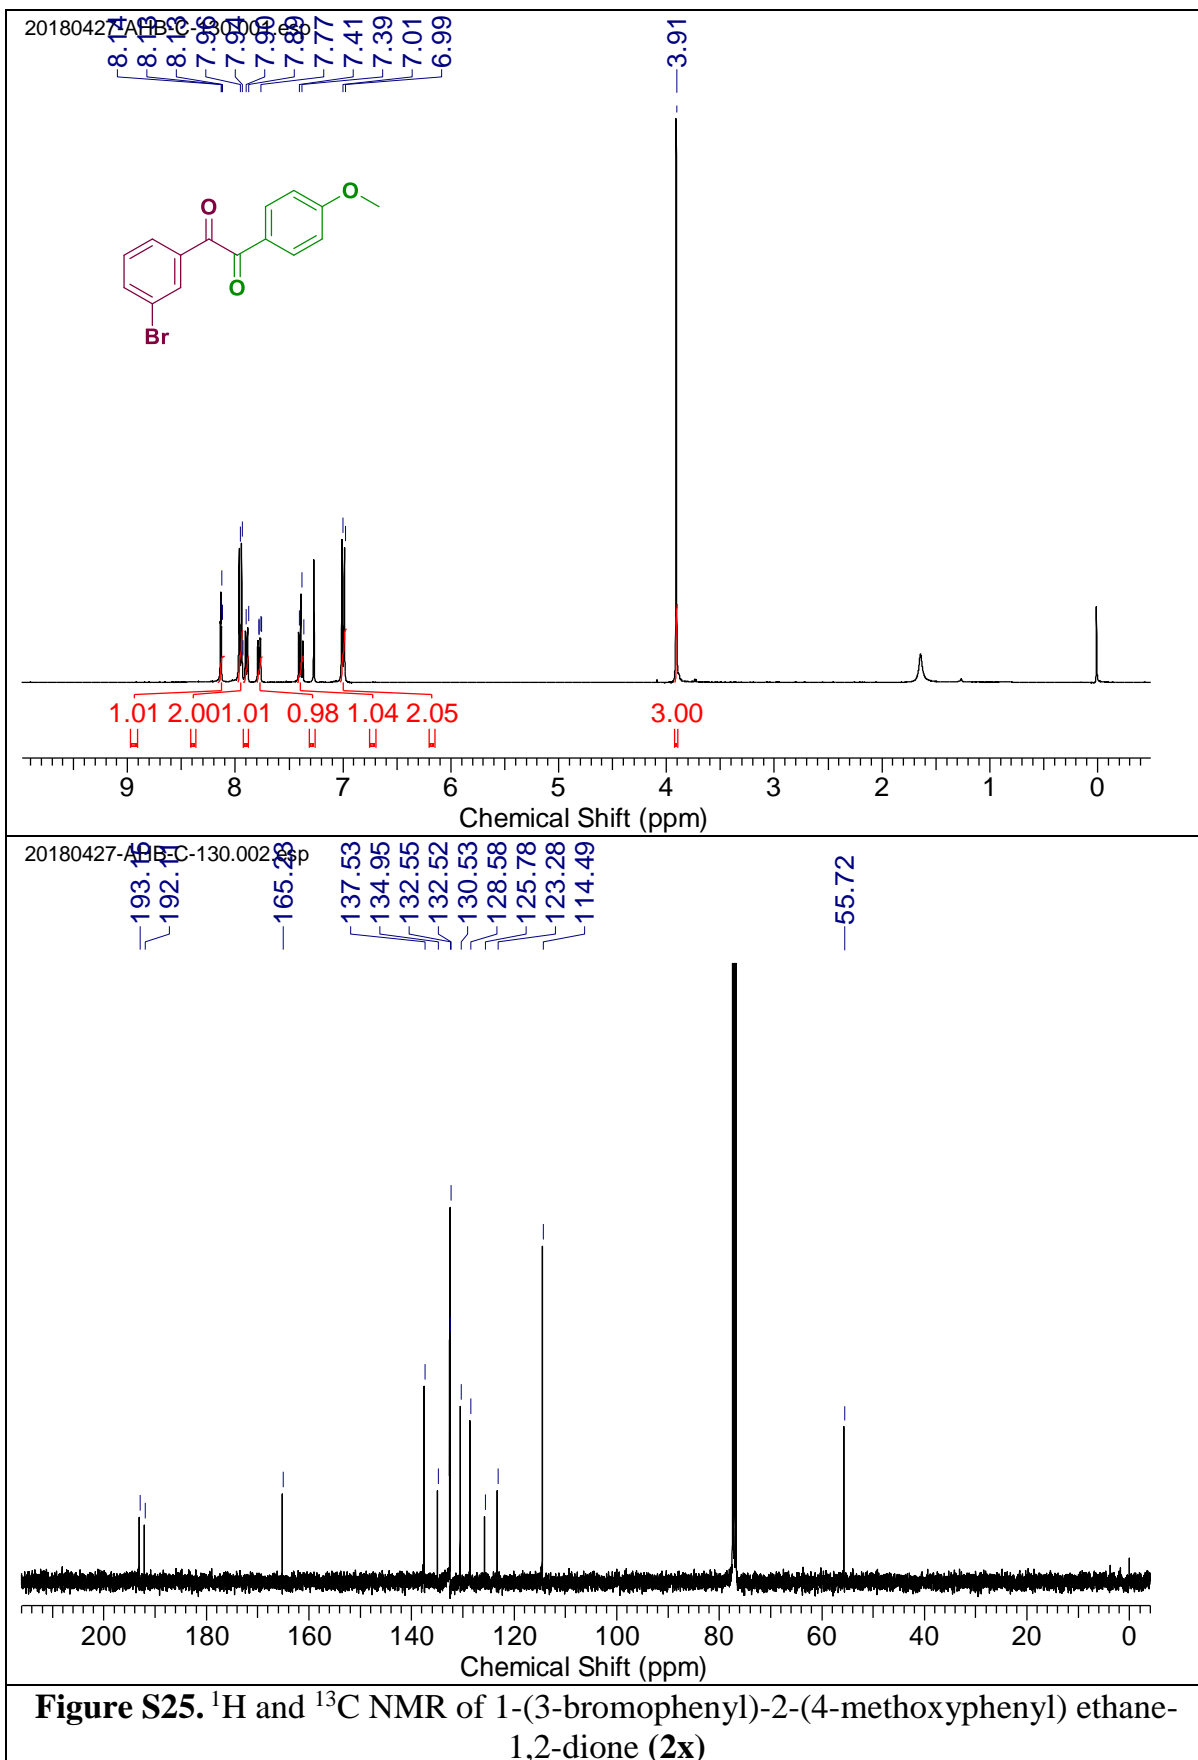 20180427-AHB-C-130.001.esp
8.14
8.13
8.13
7.96
7.94
7.90
7.89
7.77
7.41
7.39
7.01
6.99
3.91
O
O
O
Br
1.01 2.00 1.01 0.98 1.04 2.05 3.00
9 8 7 6 5 4 3 2 1 0
Chemical Shift (ppm)
20180427-AHB-C-130.002.esp
193.15
192.11
165.23
137.53
134.95
132.55
132.52
130.53
128.58
125.78
123.28
114.49
55.72
200 180 160 140 120 100 80 60 40 20 0
Chemical Shift (ppm)
Figure S25. ¹H and ¹³C NMR of 1-(3-bromophenyl)-2-(4-methoxyphenyl) ethane-
1,2-dione (2x)